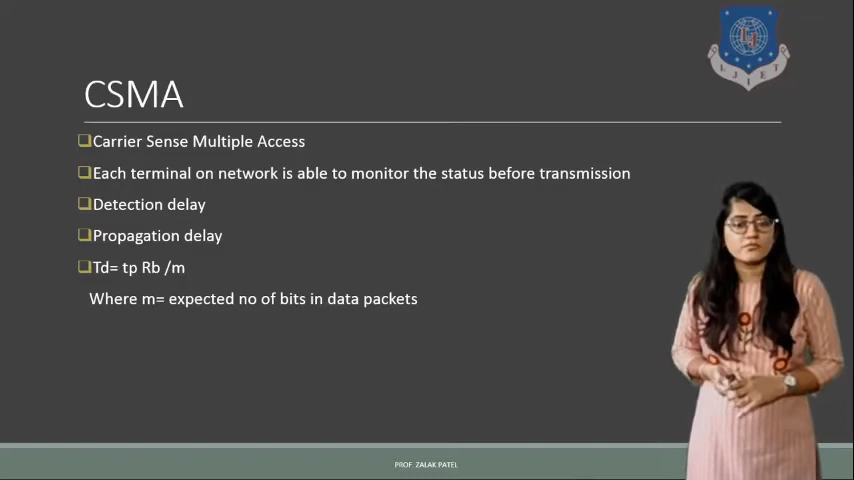 CSMA
Carrier Sense Multiple Access
Each terminal on network is able to monitor the status before transmission
Detection delay
Propagation delay
Td= tp Rb /m
Where m= expected no of bits in data packets
PROF. ZALAK PATEL
LJIET